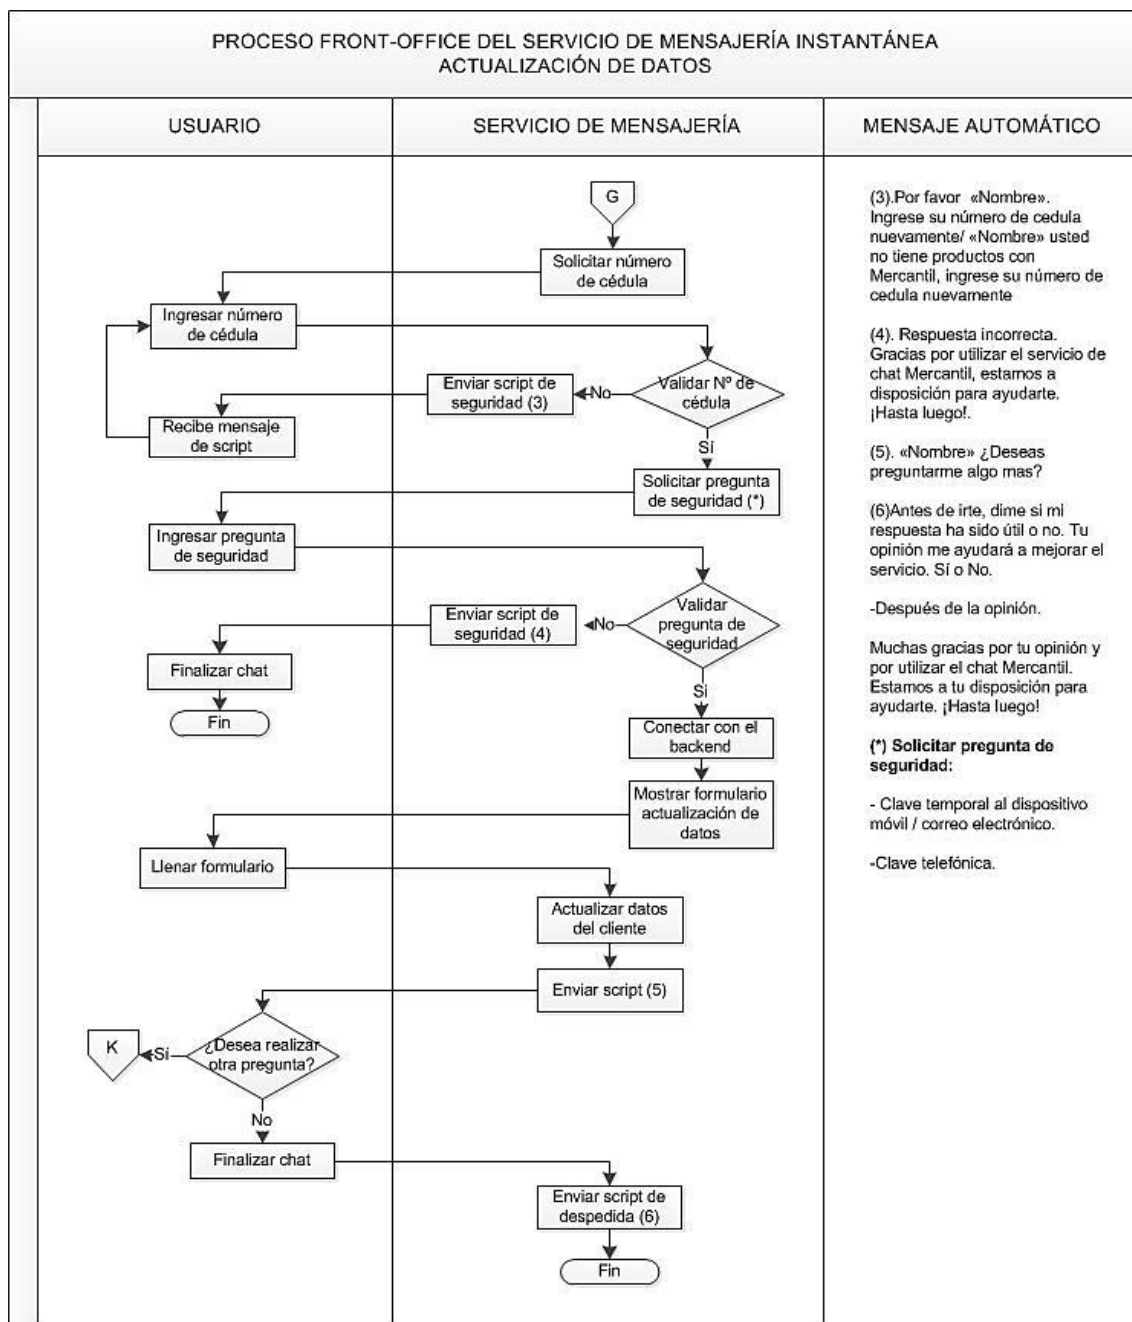 PROCESO FRONT-OFFICE DEL SERVICIO DE MENSAJERÍA INSTANTÁNEA
ACTUALIZACIÓN DE DATOS
USUARIO
SERVICIO DE MENSAJERÍA
MENSAJE AUTOMÁTICO
G
Solicitar número
de cédula
Ingresar número
de cédula
Validar Nº de
cédula
No
Enviar script de
seguridad (3)
Recibe mensaje
de script
Sí
Solicitar pregunta
de seguridad (*)
Ingresar pregunta
de seguridad
Validar
pregunta de
seguridad
No
Enviar script de
seguridad (4)
Finalizar chat
Fin
Si
Conectar con el
backend
Mostrar formulario
actualización de
datos
Llenar formulario
Actualizar datos
del cliente
Enviar script (5)
¿Desea realizar
otra pregunta?
Sí
K
No
Finalizar chat
Enviar script de
despedida (6)
Fin
(3).Por favor «Nombre».
Ingrese su número de cedula
nuevamente/ «Nombre» usted
no tiene productos con
Mercantil, ingrese su número de
cedula nuevamente
(4). Respuesta incorrecta.
Gracias por utilizar el servicio de
chat Mercantil, estamos a
disposición para ayudarte.
¡Hasta luego!.
(5). «Nombre» ¿Deseas
preguntarme algo mas?
(6)Antes de irte, dime si mi
respuesta ha sido útil o no. Tu
opinión me ayudará a mejorar el
servicio. Sí o No.
-Después de la opinión.
Muchas gracias por tu opinión y
por utilizar el chat Mercantil.
Estamos a tu disposición para
ayudarte. ¡Hasta luego!
(*) Solicitar pregunta de
seguridad:
- Clave temporal al dispositivo
móvil / correo electrónico.
-Clave telefónica.